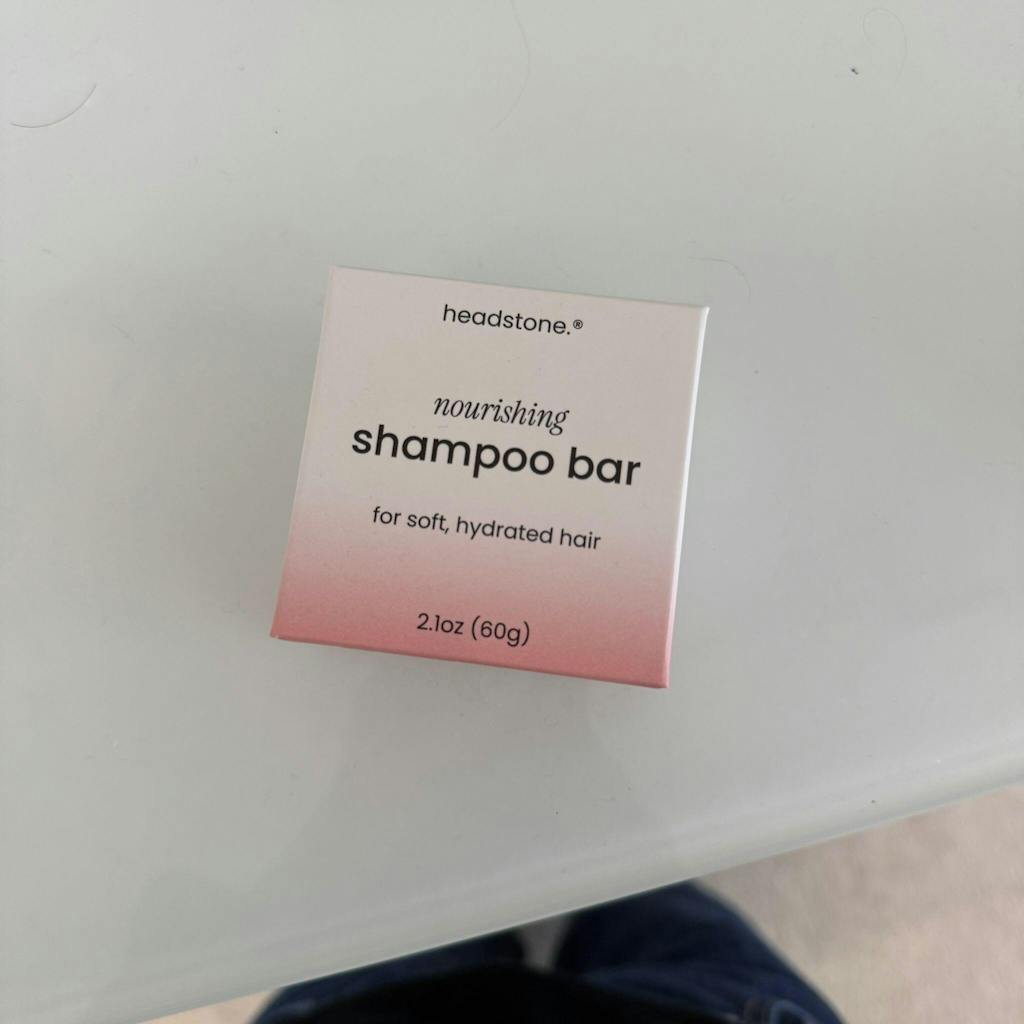 headstone.®
nourishing
shampoo bar
for soft, hydrated hair
2.1oz (60g)